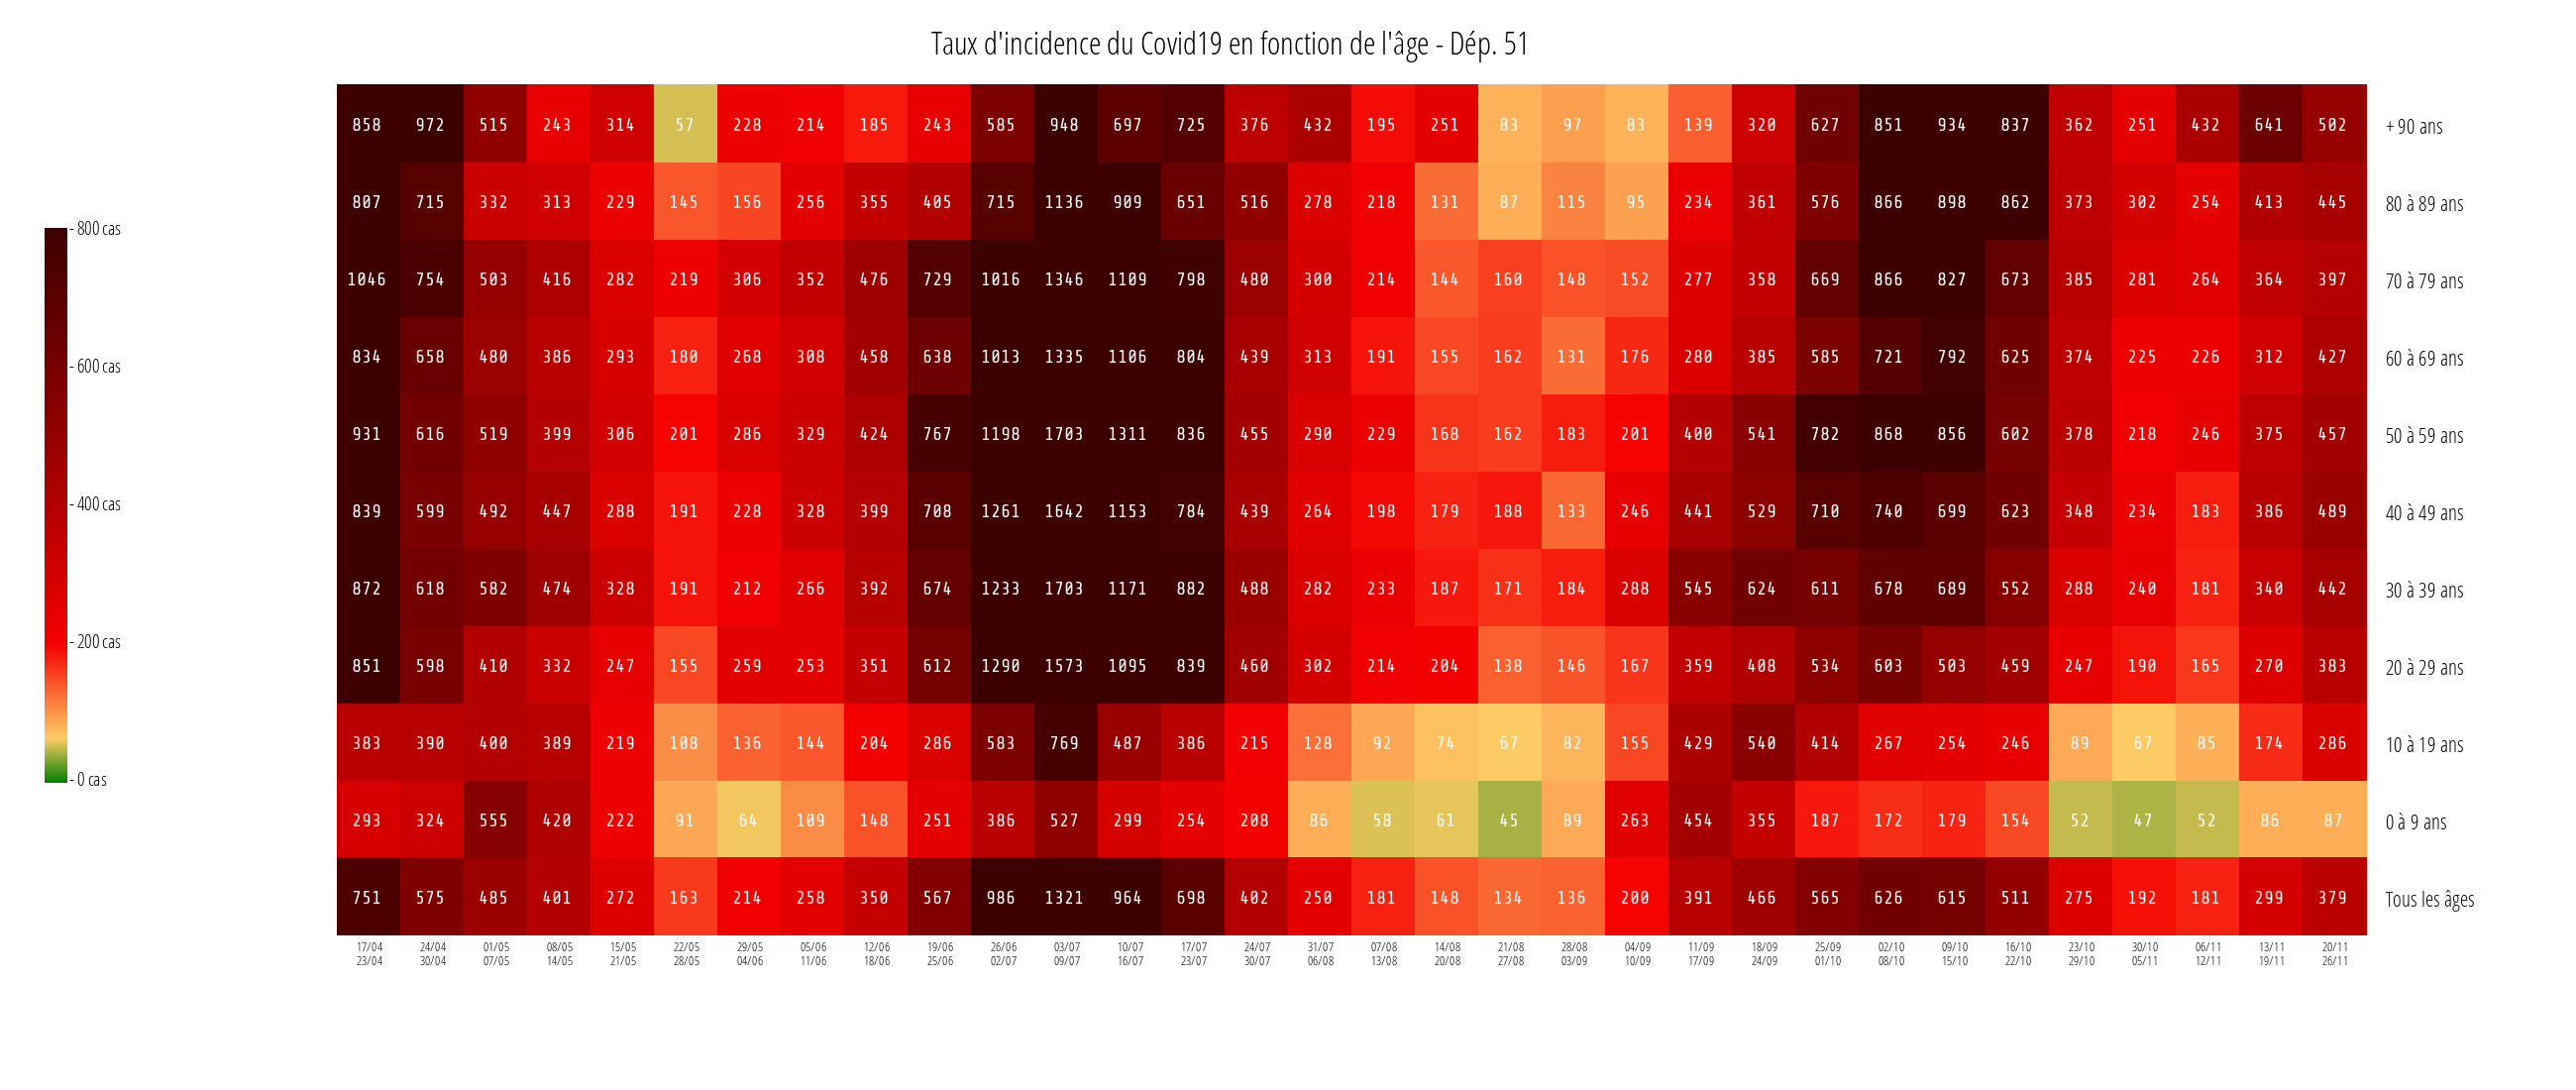 Taux d'incidence du Covid19 en fonction de l'âge - Dép. 51
- 800 cas
- 600 cas
- 400 cas
- 200 cas
- 0 cas
858 972 515 243 314 57 228 214 185 243 585 948 697 725 376 432 195 251 83 97 83 139 320 627 851 934 837 362 251 432 641 502 + 90 ans
807 715 332 313 229 145 156 256 355 405 715 1136 909 651 516 278 218 131 87 115 95 234 361 576 866 898 862 373 302 254 413 445 80 à 89 ans
1046 754 503 416 282 219 306 352 476 729 1016 1346 1109 798 480 300 214 144 160 148 152 277 358 669 866 827 673 385 281 264 364 397 70 à 79 ans
834 658 480 386 293 180 268 308 458 638 1013 1335 1106 804 439 313 191 155 162 131 176 280 385 585 721 792 625 374 225 226 312 427 60 à 69 ans
931 616 519 399 306 201 286 329 424 767 1198 1703 1311 836 455 290 229 168 162 183 201 400 541 782 868 856 602 378 218 246 375 457 50 à 59 ans
839 599 492 447 288 191 228 328 399 708 1261 1642 1153 784 439 264 198 179 188 133 246 441 529 710 740 699 623 348 234 183 386 489 40 à 49 ans
872 618 582 474 328 191 212 266 392 674 1233 1703 1171 882 488 282 233 187 171 184 288 545 624 611 678 689 552 288 240 181 340 442 30 à 39 ans
851 598 410 332 247 155 259 253 351 612 1290 1573 1095 839 460 302 214 204 138 146 167 359 408 534 603 503 459 247 190 165 270 383 20 à 29 ans
383 390 400 389 219 108 136 144 204 286 583 769 487 386 215 128 92 74 67 82 155 429 540 414 267 254 246 89 67 85 174 286 10 à 19 ans
293 324 555 420 222 91 64 109 148 251 386 527 299 254 208 86 58 61 45 89 263 454 355 187 172 179 154 52 47 52 86 87 0 à 9 ans
751 575 485 401 272 163 214 258 350 567 986 1321 964 698 402 250 181 148 134 136 200 391 466 565 626 615 511 275 192 181 299 379 Tous les âges
17/04 24/04 01/05 08/05 15/05 22/05 29/05 05/06 12/06 19/06 26/06 03/07 10/07 17/07 24/07 31/07 07/08 14/08 21/08 28/08 04/09 11/09 18/09 25/09 02/10 09/10 16/10 23/10 30/10 06/11 13/11 20/11
23/04 30/04 07/05 14/05 21/05 28/05 04/06 11/06 18/06 25/06 02/07 09/07 16/07 23/07 30/07 06/08 13/08 20/08 27/08 03/09 10/09 17/09 24/09 01/10 08/10 15/10 22/10 29/10 05/11 12/11 19/11 26/11